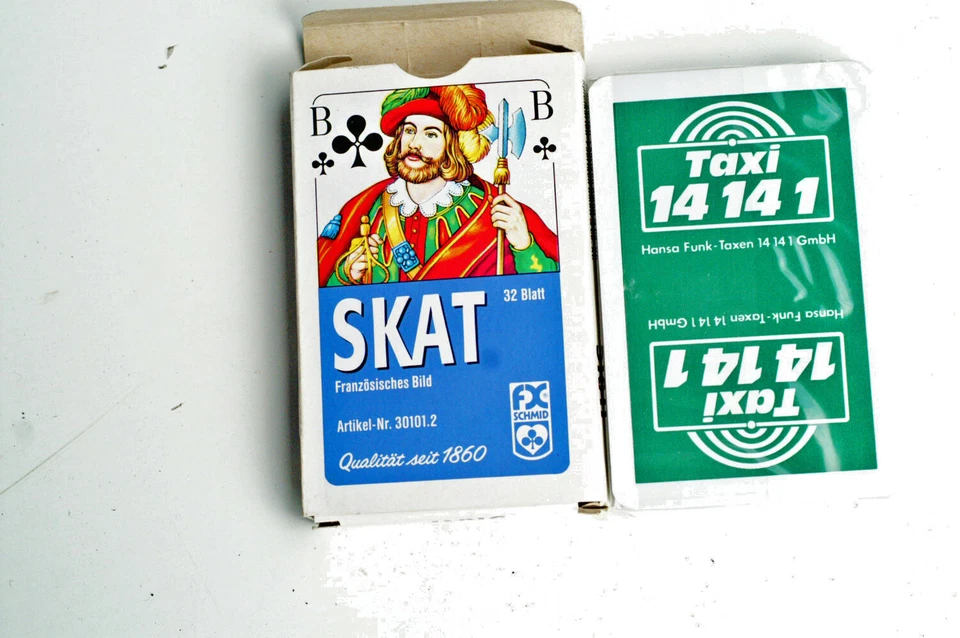 B
B
SKAT
32 Blatt
Französisches Bild
Artikel-Nr. 30101.2
Qualität seit 1860
FX
SCHMID
Taxi
14 14 1
Hansa Funk-Taxen 14 14 1 GmbH
Hansa Funk-Taxen 14 14 1 GmbH
Taxi
14 14 1